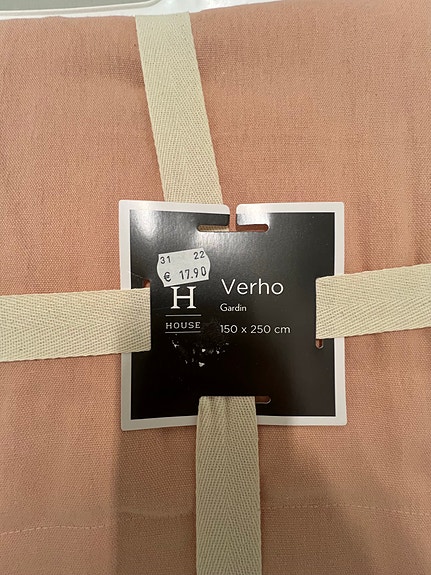 31 22
€ 17.90
H
HOUSE
Verho
Gardin
150 x 250 cm